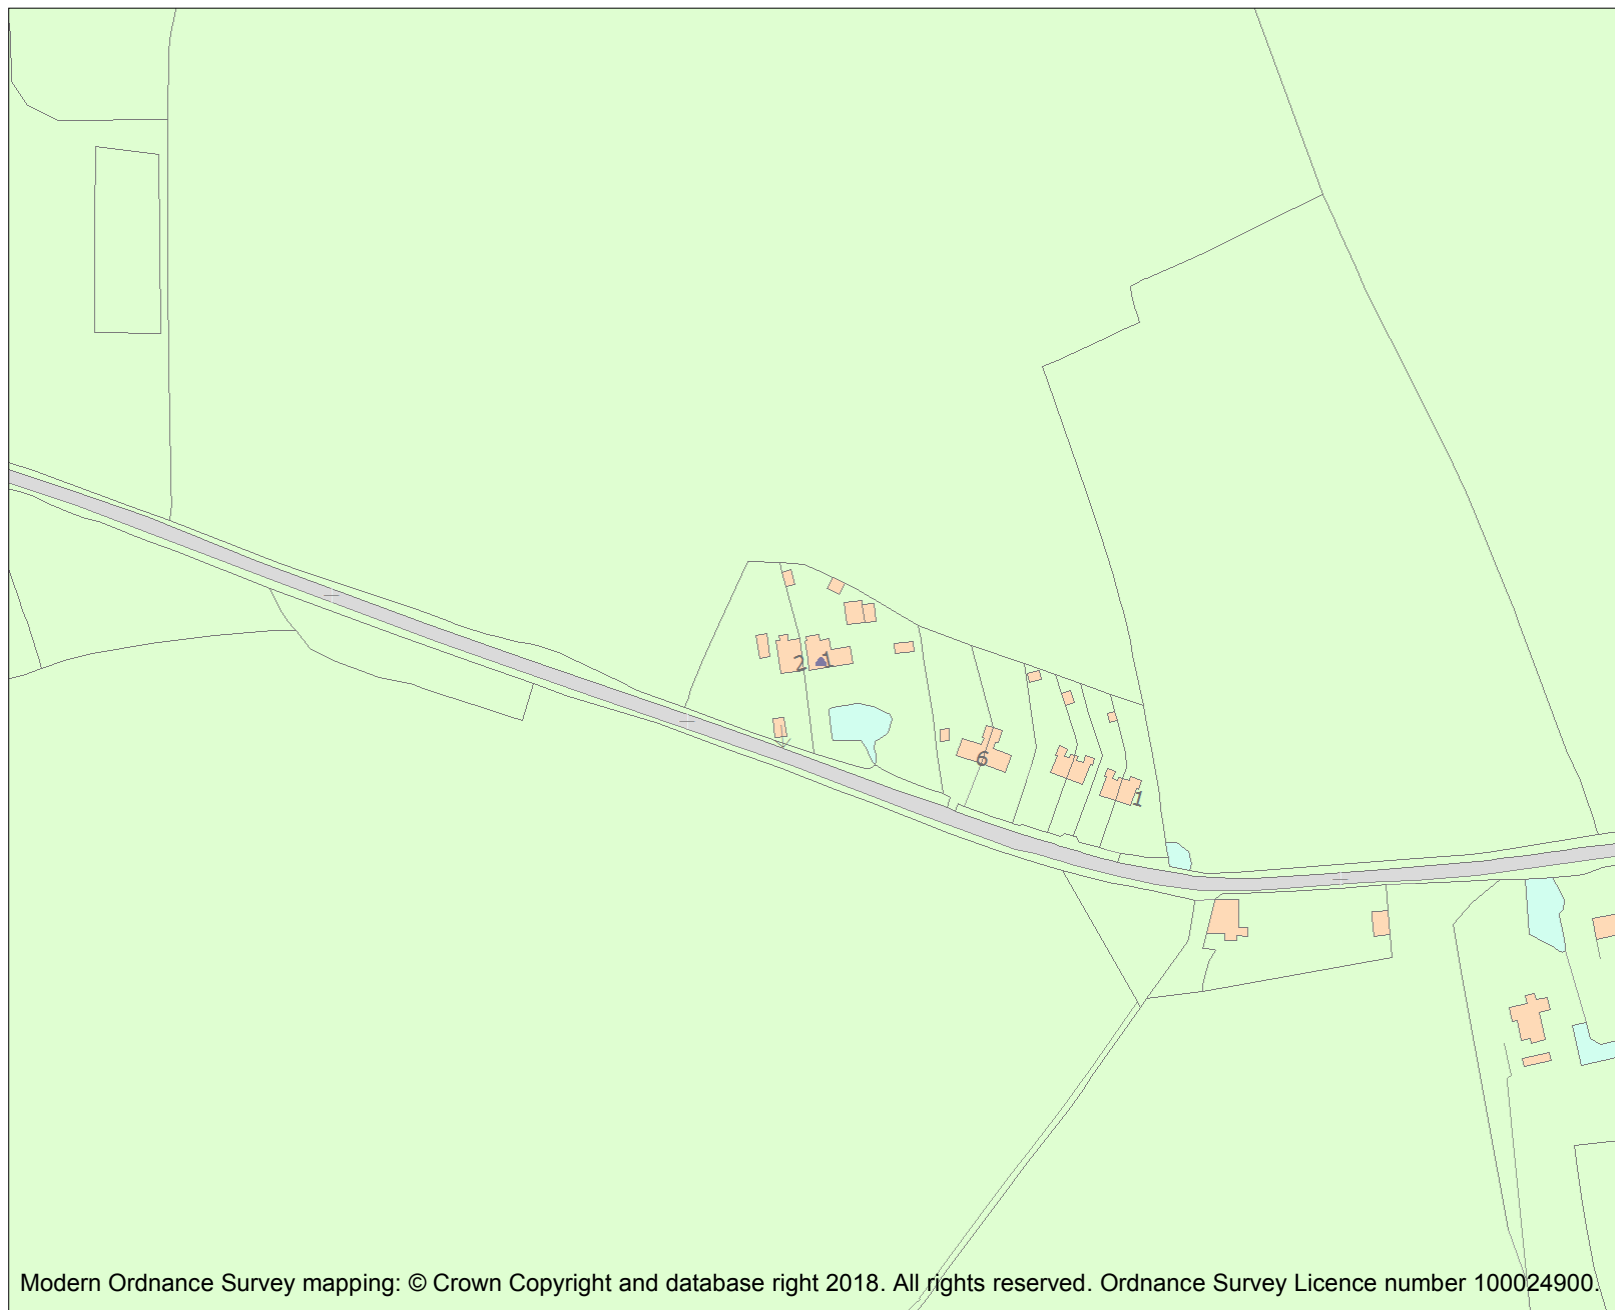 2 1
6
1
Modern Ordnance Survey mapping: © Crown Copyright and database right 2018. All rights reserved. Ordnance Survey Licence number 100024900.